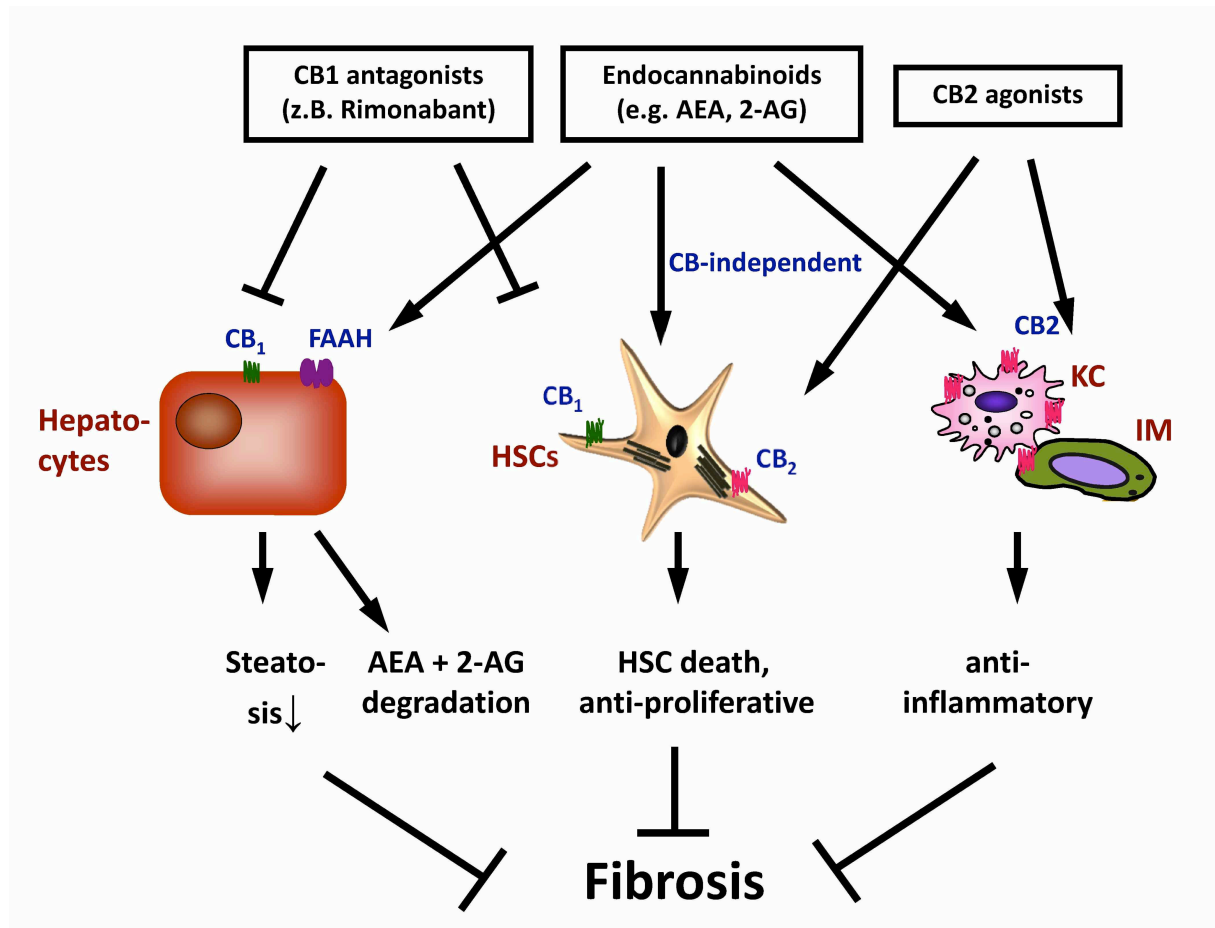 CB1 antagonists
(z.B. Rimonabant)
Endocannabinoids
(e.g. AEA, 2-AG)
CB2 agonists
CB-independent
CB₁
FAAH
CB2
KC
CB₁
Hepato-
cytes
HSCs
CB₂
IM
Steato-
sis↓
AEA + 2-AG
degradation
HSC death,
anti-proliferative
anti-
inflammatory
Fibrosis